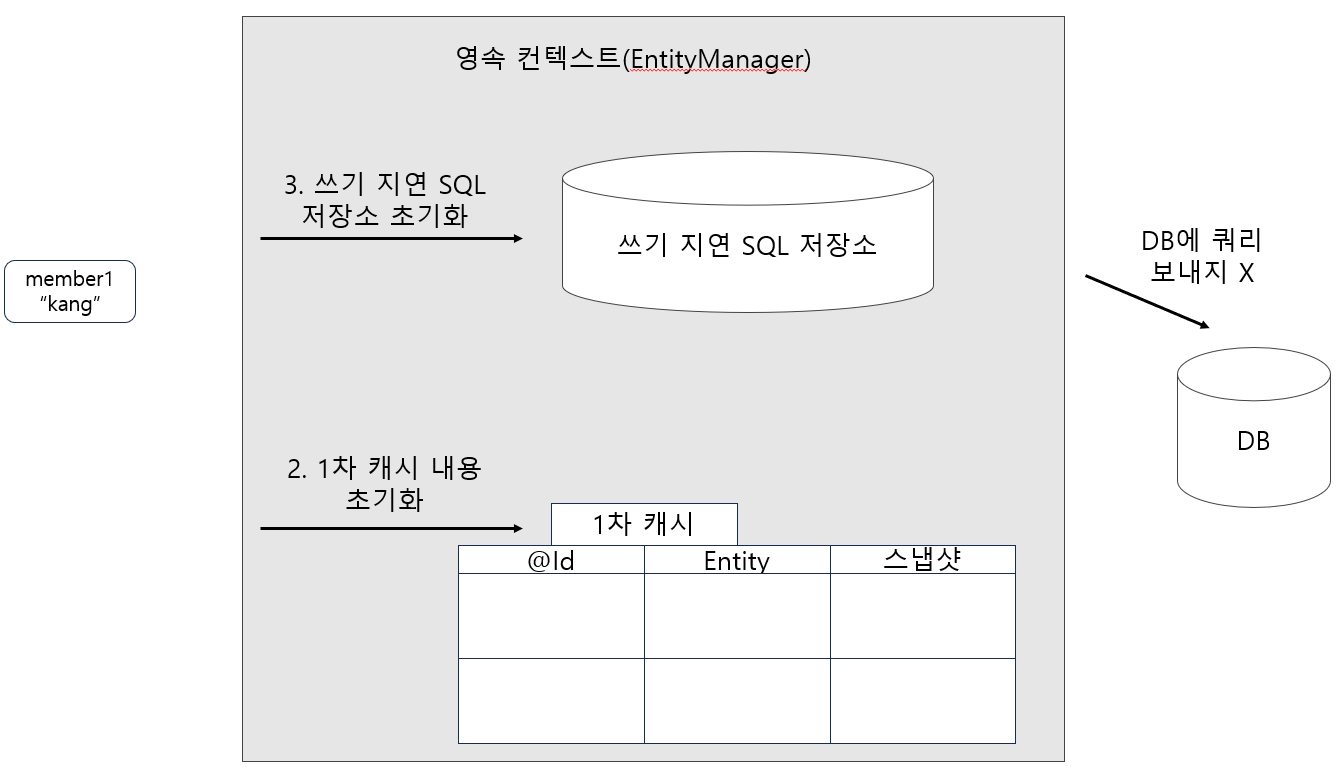 영속 컨텍스트(EntityManager)
3. 쓰기 지연 SQL
저장소 초기화
쓰기 지연 SQL 저장소
member1
“kang”
DB에 쿼리
보내지 X
DB
2. 1차 캐시 내용
초기화
1차 캐시
@Id
Entity
스냅샷